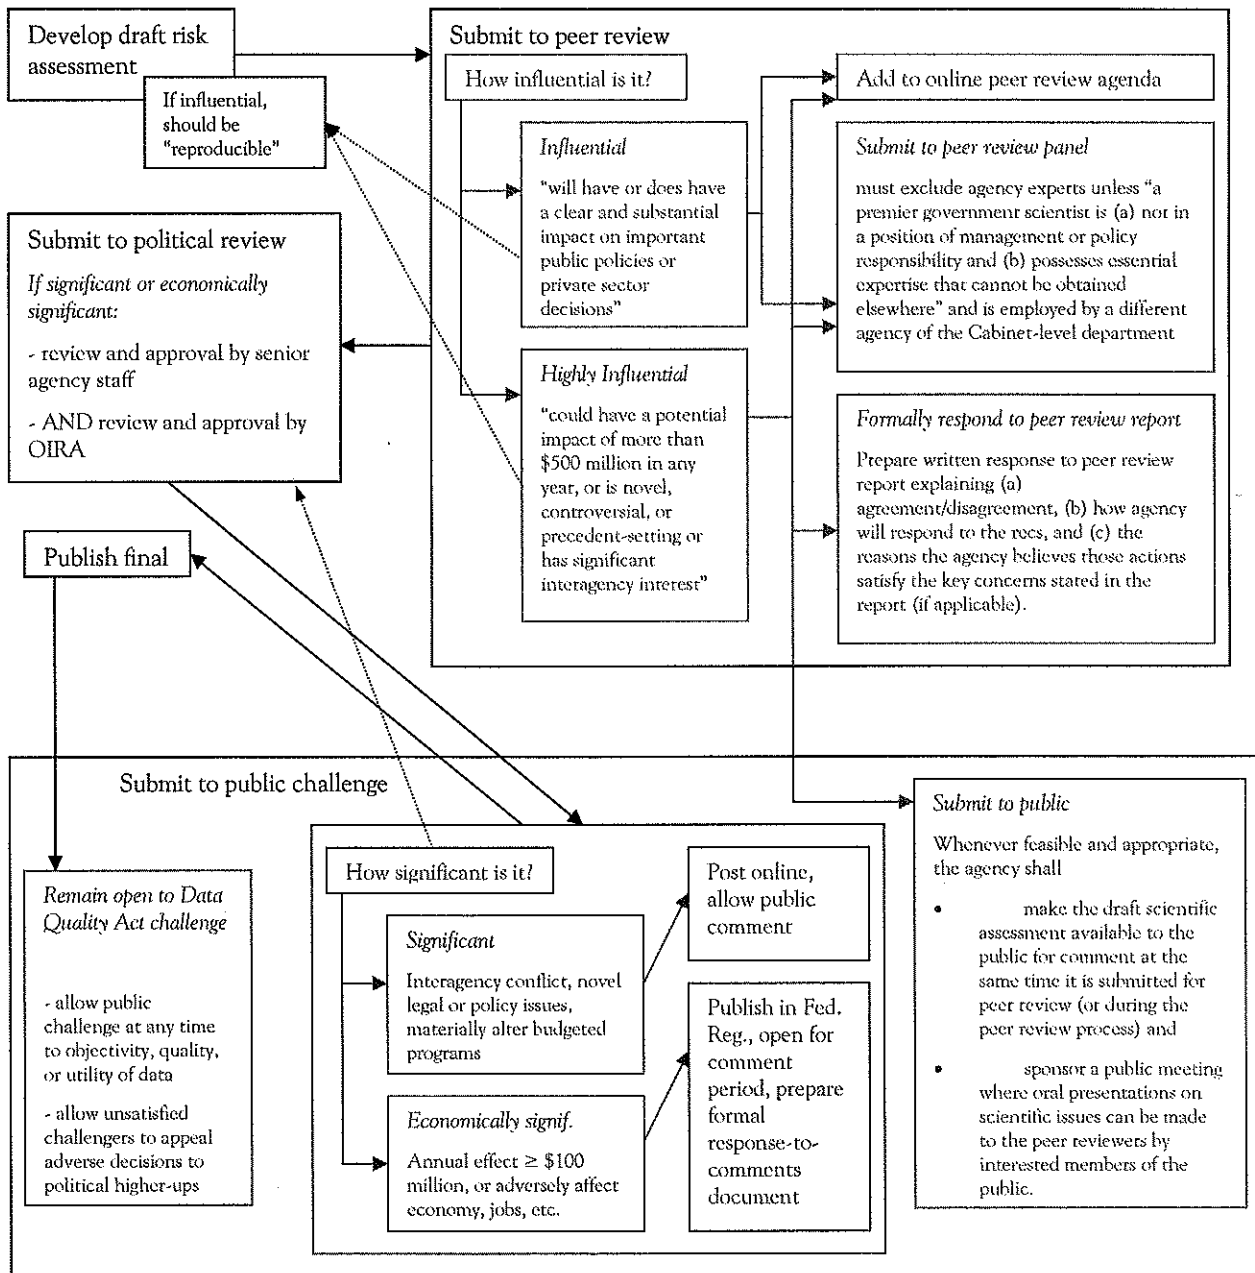 Develop draft risk
assessment
If influential,
should be
"reproducible"
Submit to peer review
How influential is it?
Influential
"will have or does have
a clear and substantial
impact on important
public policies or
private sector
decisions"
Highly Influential
"could have a potential
impact of more than
$500 million in any
year, or is novel,
controversial, or
precedent-setting or
has significant
interagency interest"
Add to online peer review agenda
Submit to peer review panel
must exclude agency experts unless "a
premier government scientist is (a) not in
a position of management or policy
responsibility and (b) possesses essential
expertise that cannot be obtained
elsewhere" and is employed by a different
agency of the Cabinet-level department
Formally respond to peer review report
Prepare written response to peer review
report explaining (a)
agreement/disagreement, (b) how agency
will respond to the recs, and (c) the
reasons the agency believes those actions
satisfy the key concerns stated in the
report (if applicable).
Submit to political review
If significant or economically
significant:
- review and approval by senior
agency staff
- AND review and approval by
OIRA
Publish final
Submit to public challenge
Remain open to Data
Quality Act challenge
- allow public
challenge at any time
to objectivity, quality,
or utility of data
- allow unsatisfied
challengers to appeal
adverse decisions to
political higher-ups
How significant is it?
Significant
Interagency conflict, novel
legal or policy issues,
materially alter budgeted
programs
Economically signif.
Annual effect ≥ $100
million, or adversely affect
economy, jobs, etc.
Post online,
allow public
comment
Publish in Fed.
Reg., open for
comment
period, prepare
formal
response-to-
comments
document
Submit to public
Whenever feasible and appropriate,
the agency shall
• make the draft scientific
assessment available to the
public for comment at the
same time it is submitted for
peer review (or during the
peer review process) and
• sponsor a public meeting
where oral presentations on
scientific issues can be made
to the peer reviewers by
interested members of the
public.